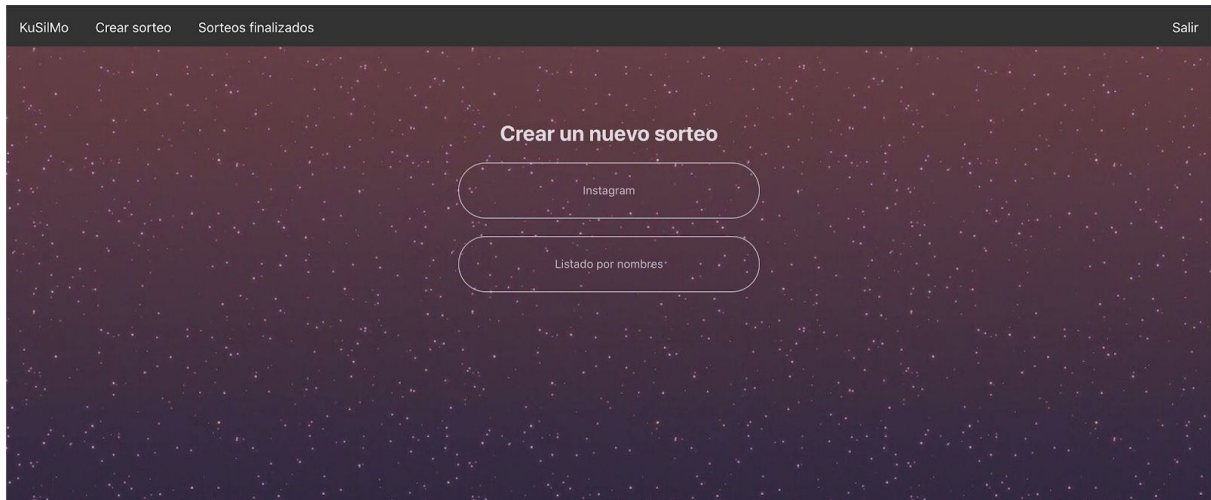 KuSilMo Crear sorteo Sorteos finalizados Salir
Crear un nuevo sorteo
Instagram
Listado por nombres